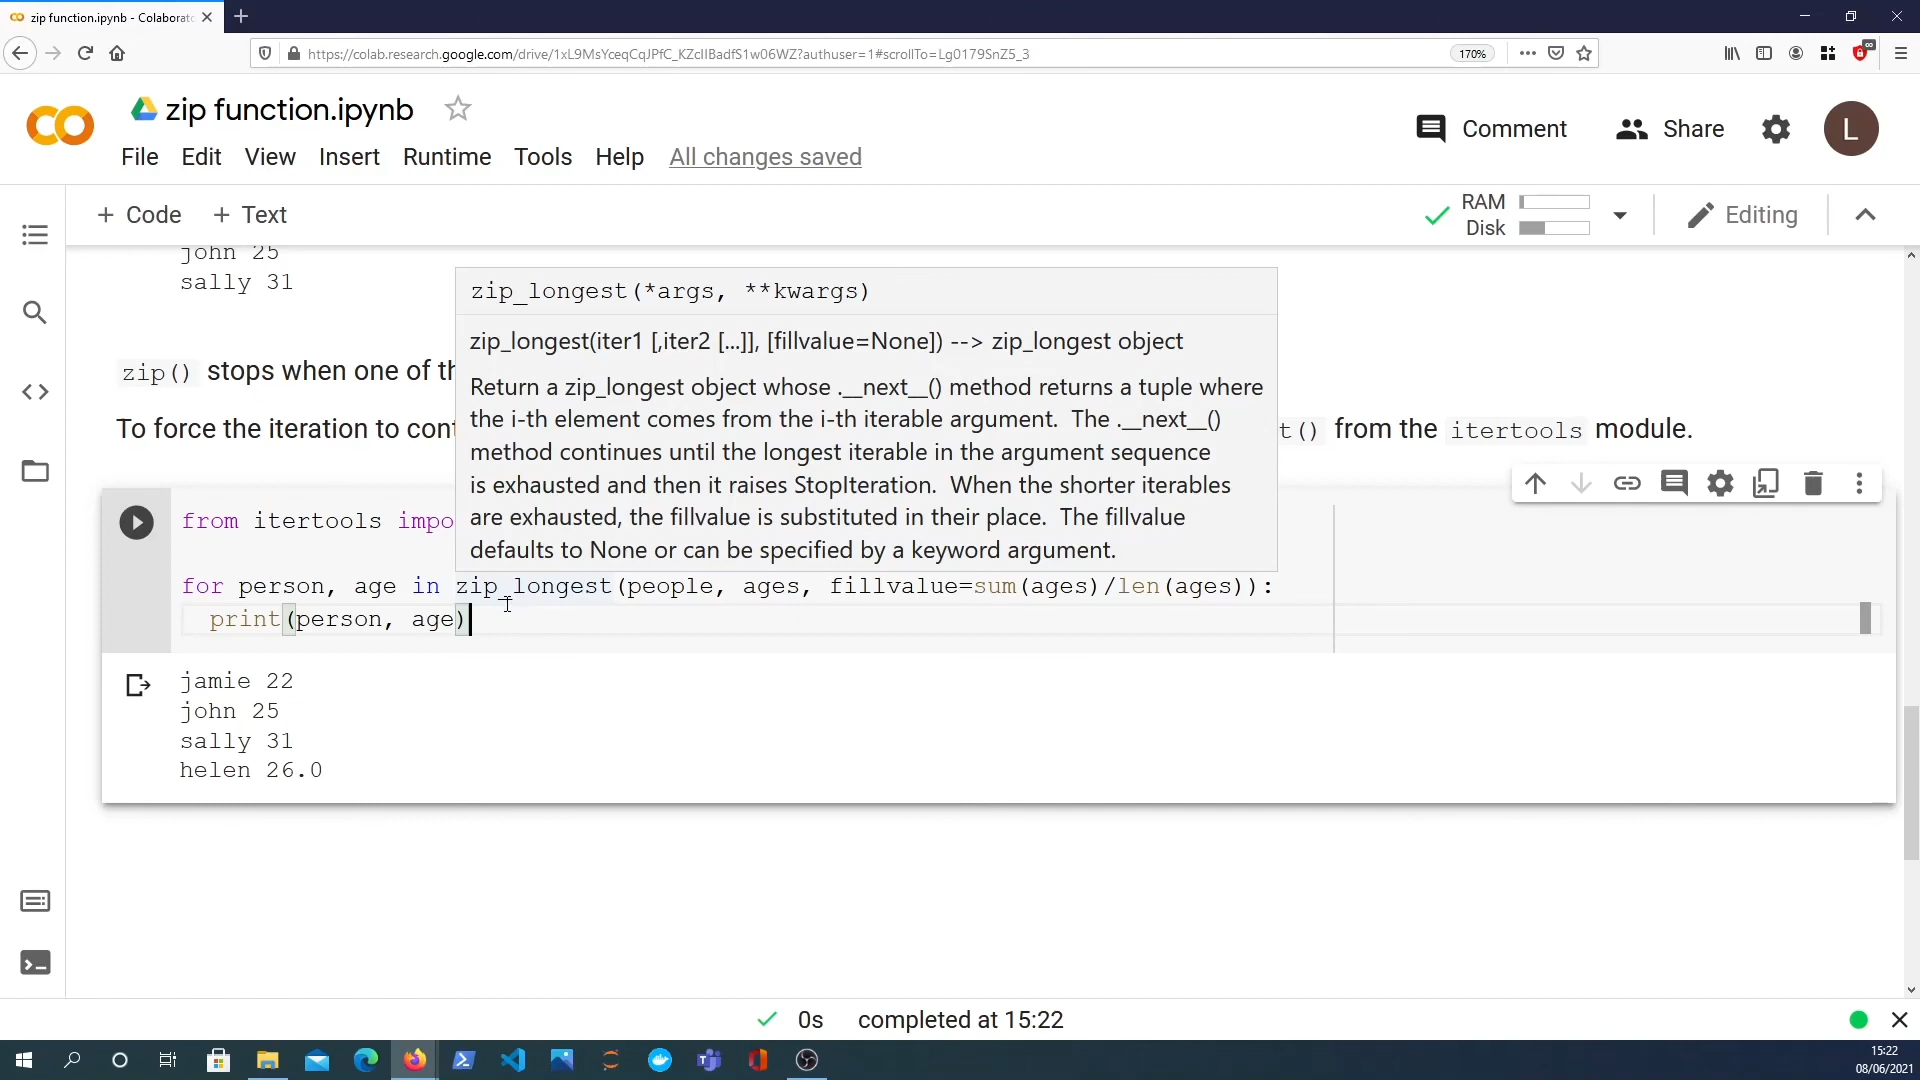 zip function.ipynb - Colaborato
https://colab.research.google.com/drive/1xL9MsYceqCqJPfC_KZclIBadfS1w06WZ?authuser=1#scrollTo=Lg0179SnZ5_3
170%
zip function.ipynb
Comment
Share
L
File Edit View Insert Runtime Tools Help All changes saved
+ Code + Text
RAM
Disk
Editing
john 25
sally 31
zip_longest(*args, **kwargs)
zip_longest(iter1 [,iter2 [...]], [fillvalue=None]) --> zip_longest object
Return a zip_longest object whose .__next__() method returns a tuple where
the i-th element comes from the i-th iterable argument. The .__next__()
method continues until the longest iterable in the argument sequence
is exhausted and then it raises StopIteration. When the shorter iterables
are exhausted, the fillvalue is substituted in their place. The fillvalue
defaults to None or can be specified by a keyword argument.
zip() stops when one of th
To force the iteration to cont
t() from the itertools module.
from itertools impo
for person, age in zip_longest(people, ages, fillvalue=sum(ages)/len(ages)):
print(person, age)
jamie 22
john 25
sally 31
helen 26.0
0s completed at 15:22
15:22
08/06/2021